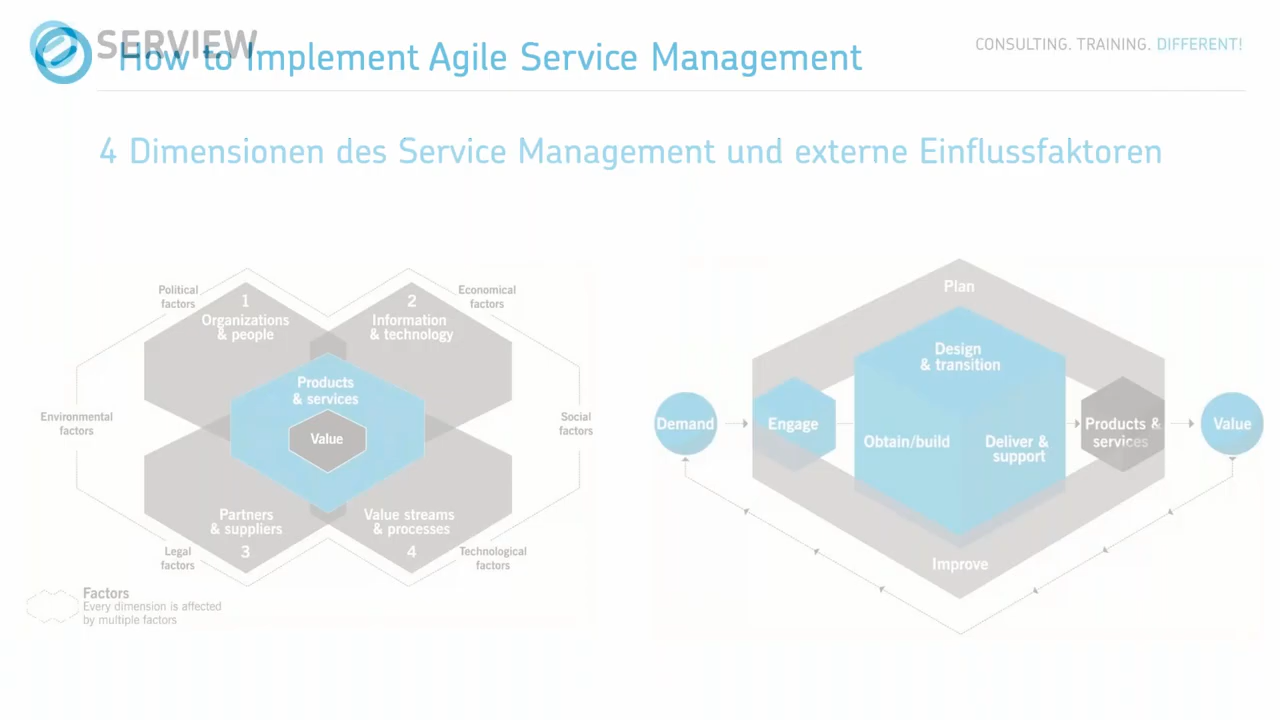 SERVIEW
How to Implement Agile Service Management
CONSULTING. TRAINING. DIFFERENT!
4 Dimensionen des Service Management und externe Einflussfaktoren
Political
factors
Economical
factors
1
Organizations
& people
2
Information
& technology
Products
& services
Value
Environmental
factors
Social
factors
Partners
& suppliers
3
Value streams
& processes
4
Legal
factors
Technological
factors
Factors
Every dimension is affected
by multiple factors
Plan
Design
& transition
Demand
Engage
Obtain/build
Deliver &
support
Products &
services
Value
Improve